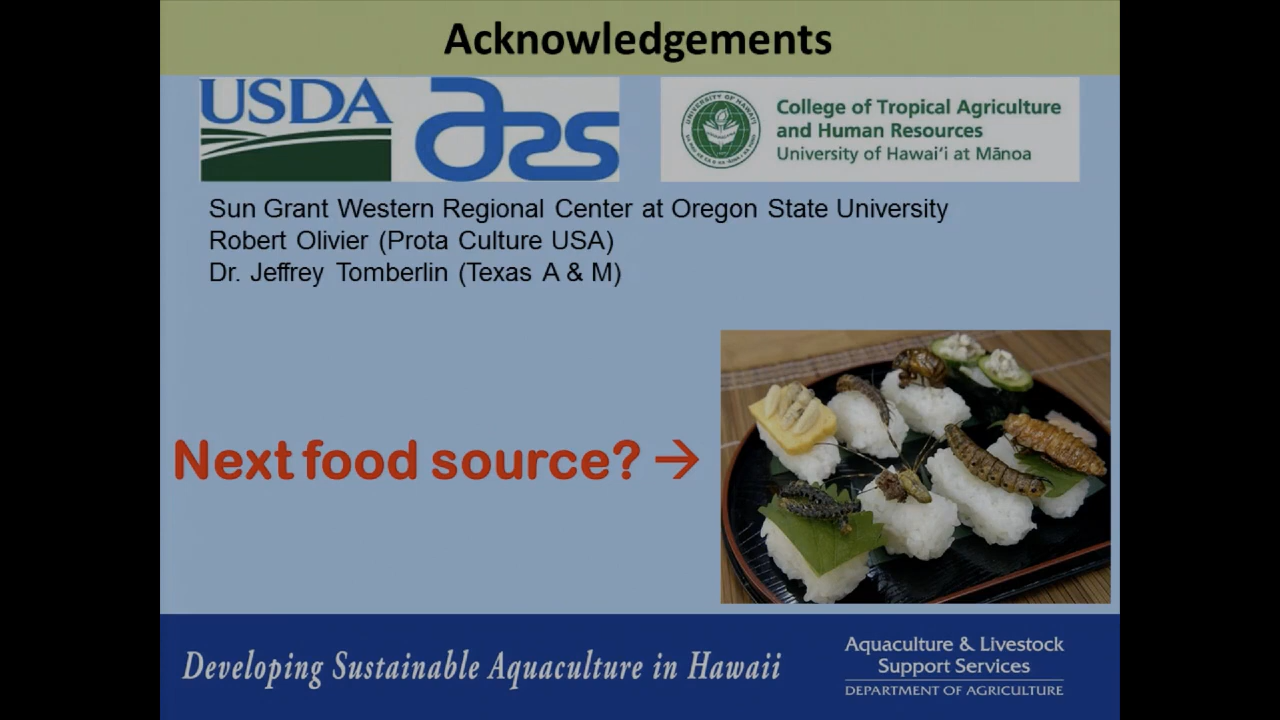 Acknowledgements
USDA
ars
College of Tropical Agriculture
and Human Resources
University of Hawai‘i at Mānoa
Sun Grant Western Regional Center at Oregon State University
Robert Olivier (Prota Culture USA)
Dr. Jeffrey Tomberlin (Texas A & M)
Next food source? →
Developing Sustainable Aquaculture in Hawaii
Aquaculture & Livestock
Support Services
DEPARTMENT OF AGRICULTURE